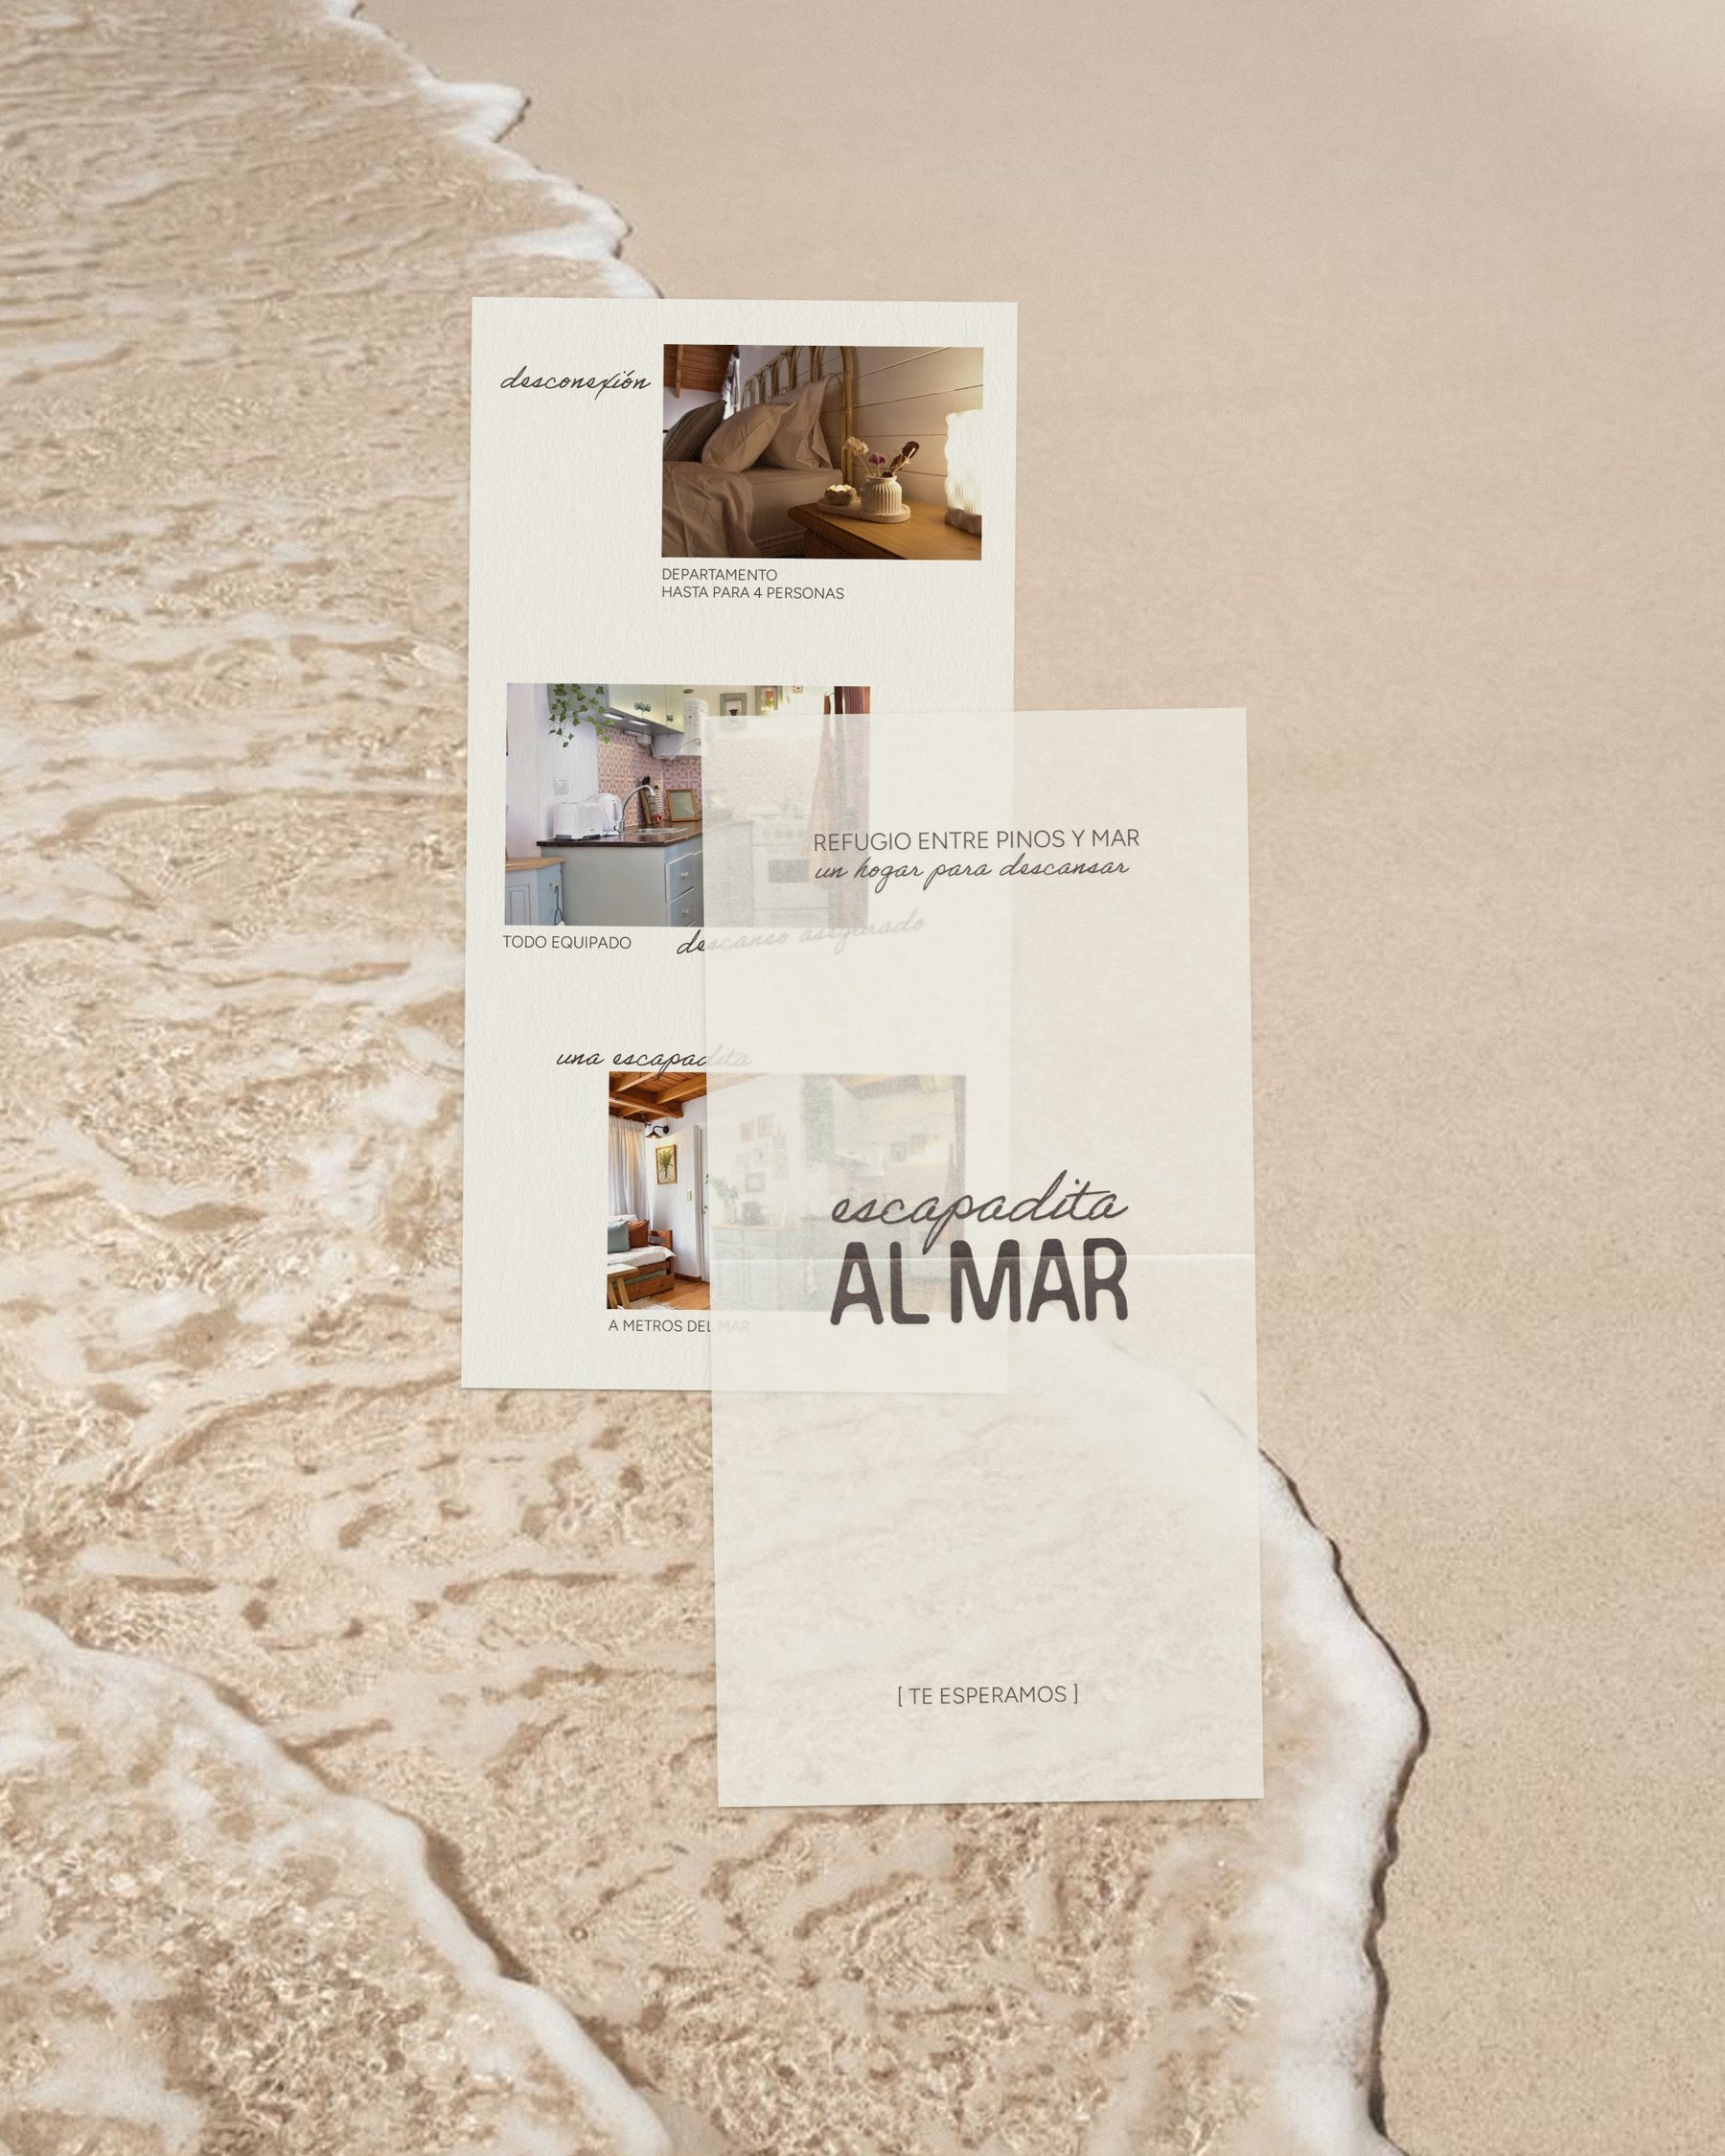 desconexión
DEPARTAMENTO
HASTA PARA 4 PERSONAS
TODO EQUIPADO
descanso asegurado
una escapadita
A METROS DEL MAR
REFUGIO ENTRE PINOS Y MAR
un hogar para descansar
escapadita
AL MAR
[ TE ESPERAMOS ]